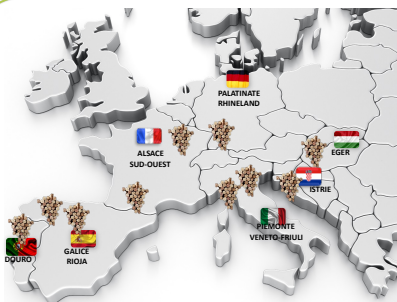 PALATINATE
RHINELAND
ALSACE
SUD-OUEST
EGER
ISTRIE
PIEMONTE
VENETO-FRIULI
DOURO
GALICE
RIOJA